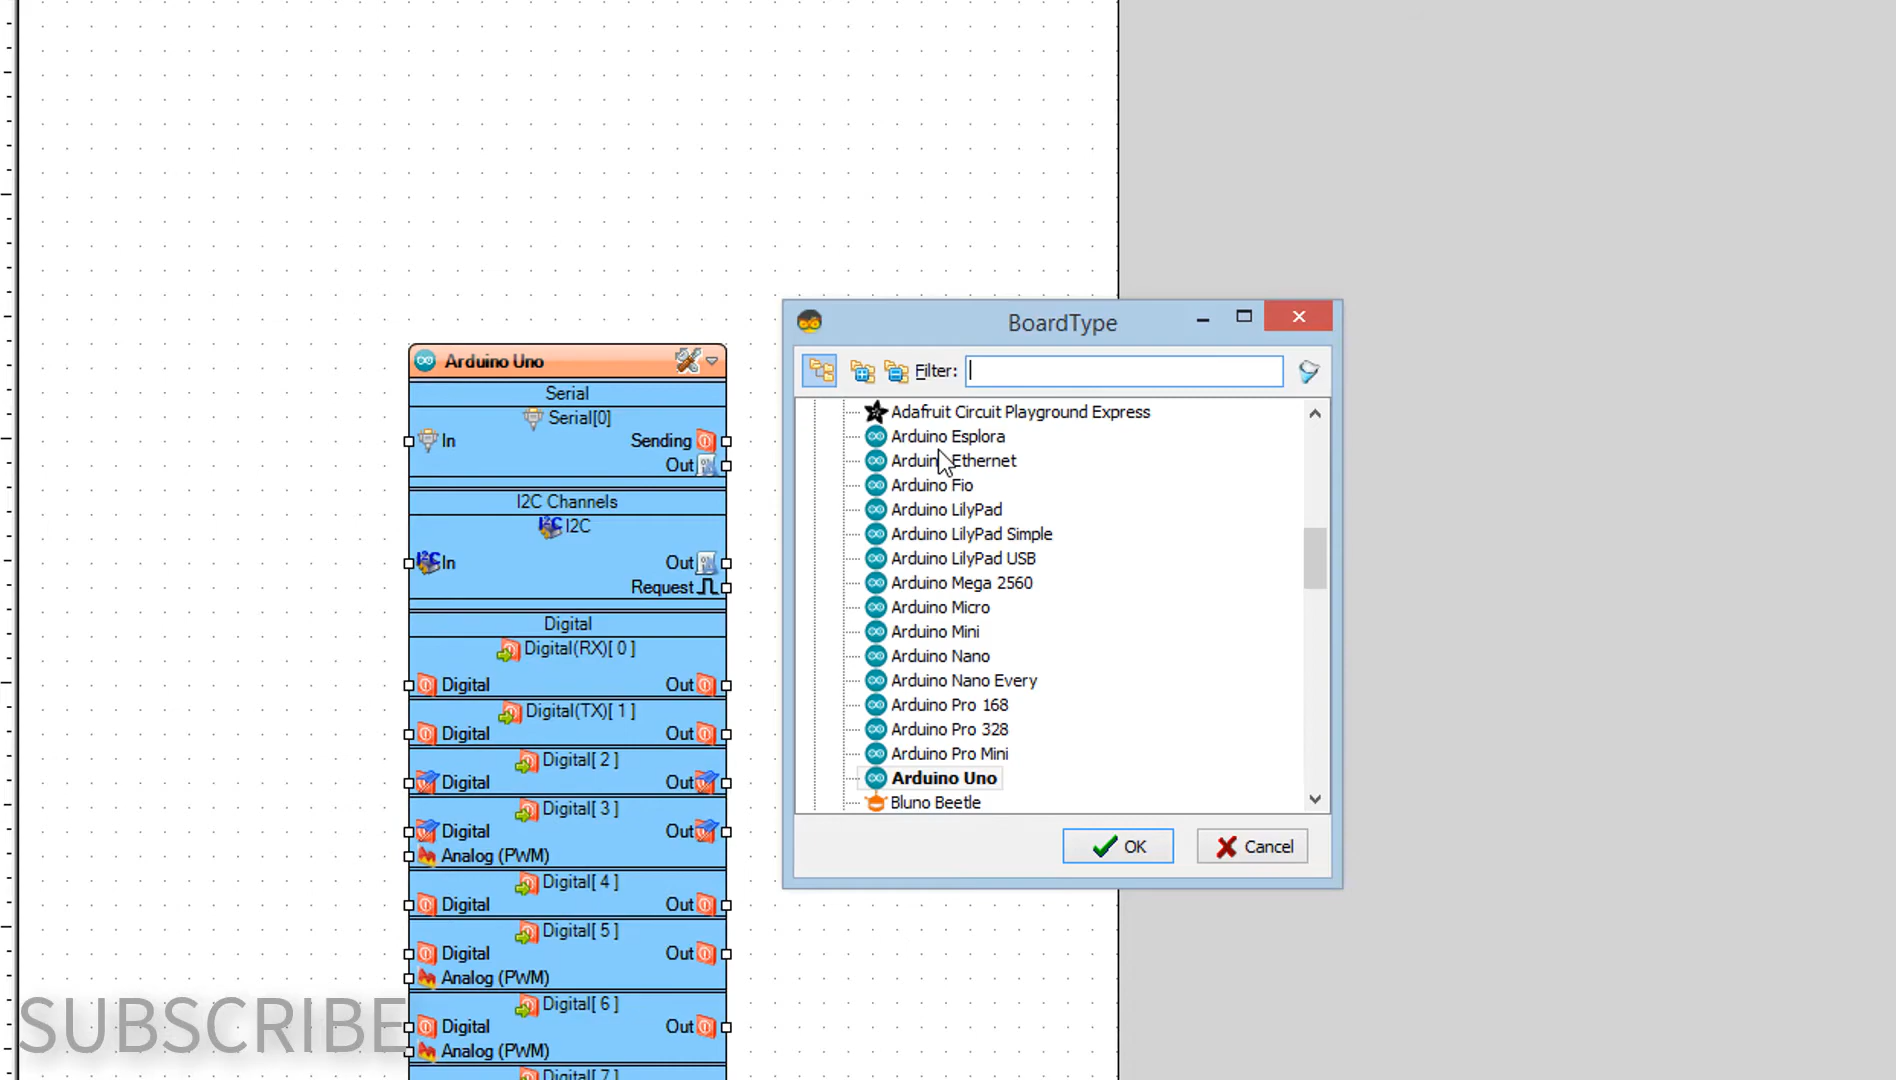 Arduino Uno
Serial
Serial[0]
In
Sending
Out
I2C Channels
I2C
I2C
In
Out
Request
Digital
Digital(RX)[ 0 ]
Digital
Out
Digital(TX)[ 1 ]
Digital
Out
Digital[ 2 ]
Digital
Out
Digital[ 3 ]
Digital
Out
Analog (PWM)
Digital[ 4 ]
Digital
Out
Digital[ 5 ]
Digital
Out
Analog (PWM)
Digital[ 6 ]
Digital
Out
Analog (PWM)
Digital[ 7 ]
BoardType
Filter:
Adafruit Circuit Playground Express
Arduino Esplora
Arduino Ethernet
Arduino Fio
Arduino LilyPad
Arduino LilyPad Simple
Arduino LilyPad USB
Arduino Mega 2560
Arduino Micro
Arduino Mini
Arduino Nano
Arduino Nano Every
Arduino Pro 168
Arduino Pro 328
Arduino Pro Mini
Arduino Uno
Bluno Beetle
OK
Cancel
SUBSCRIBE